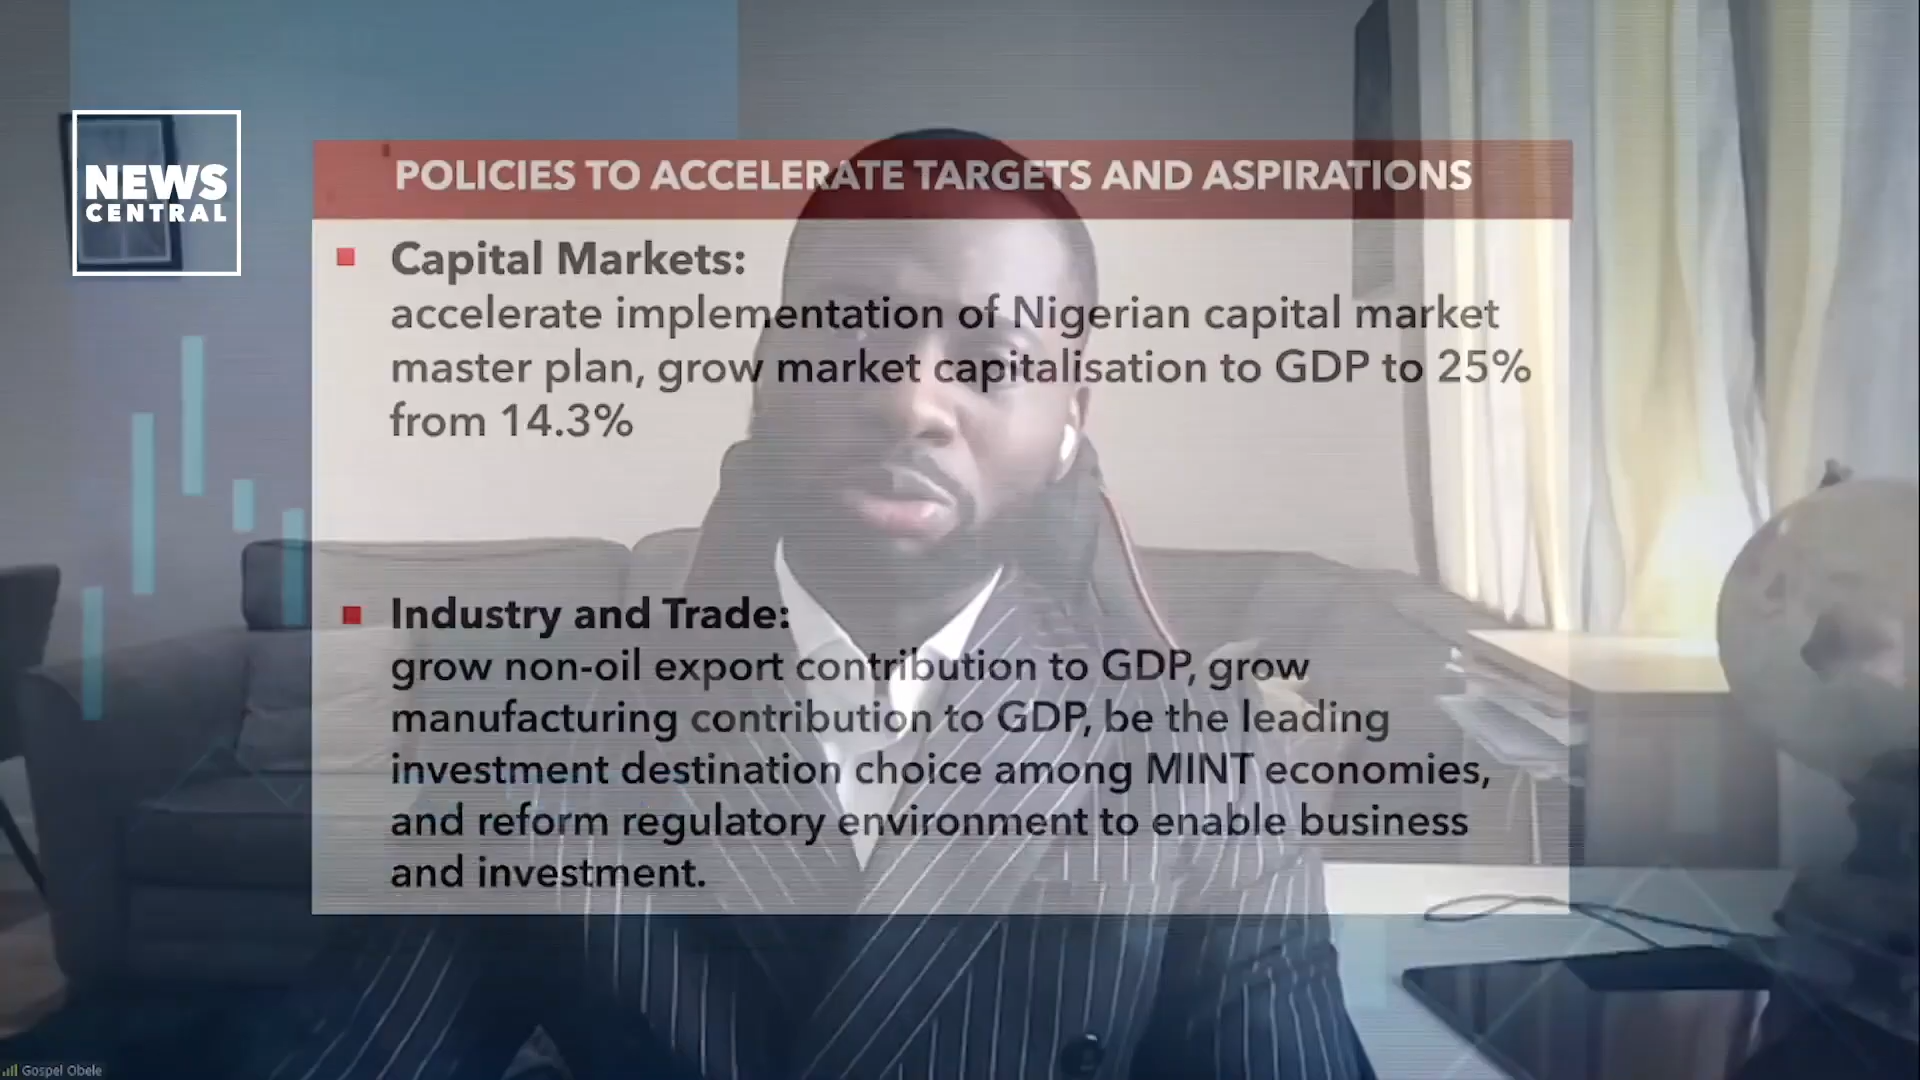 NEWS
CENTRAL
POLICIES TO ACCELERATE TARGETS AND ASPIRATIONS
Capital Markets:
accelerate implementation of Nigerian capital market
master plan, grow market capitalisation to GDP to 25%
from 14.3%
Industry and Trade:
grow non-oil export contribution to GDP, grow
manufacturing contribution to GDP, be the leading
investment destination choice among MINT economies,
and reform regulatory environment to enable business
and investment.
Gospel Obele